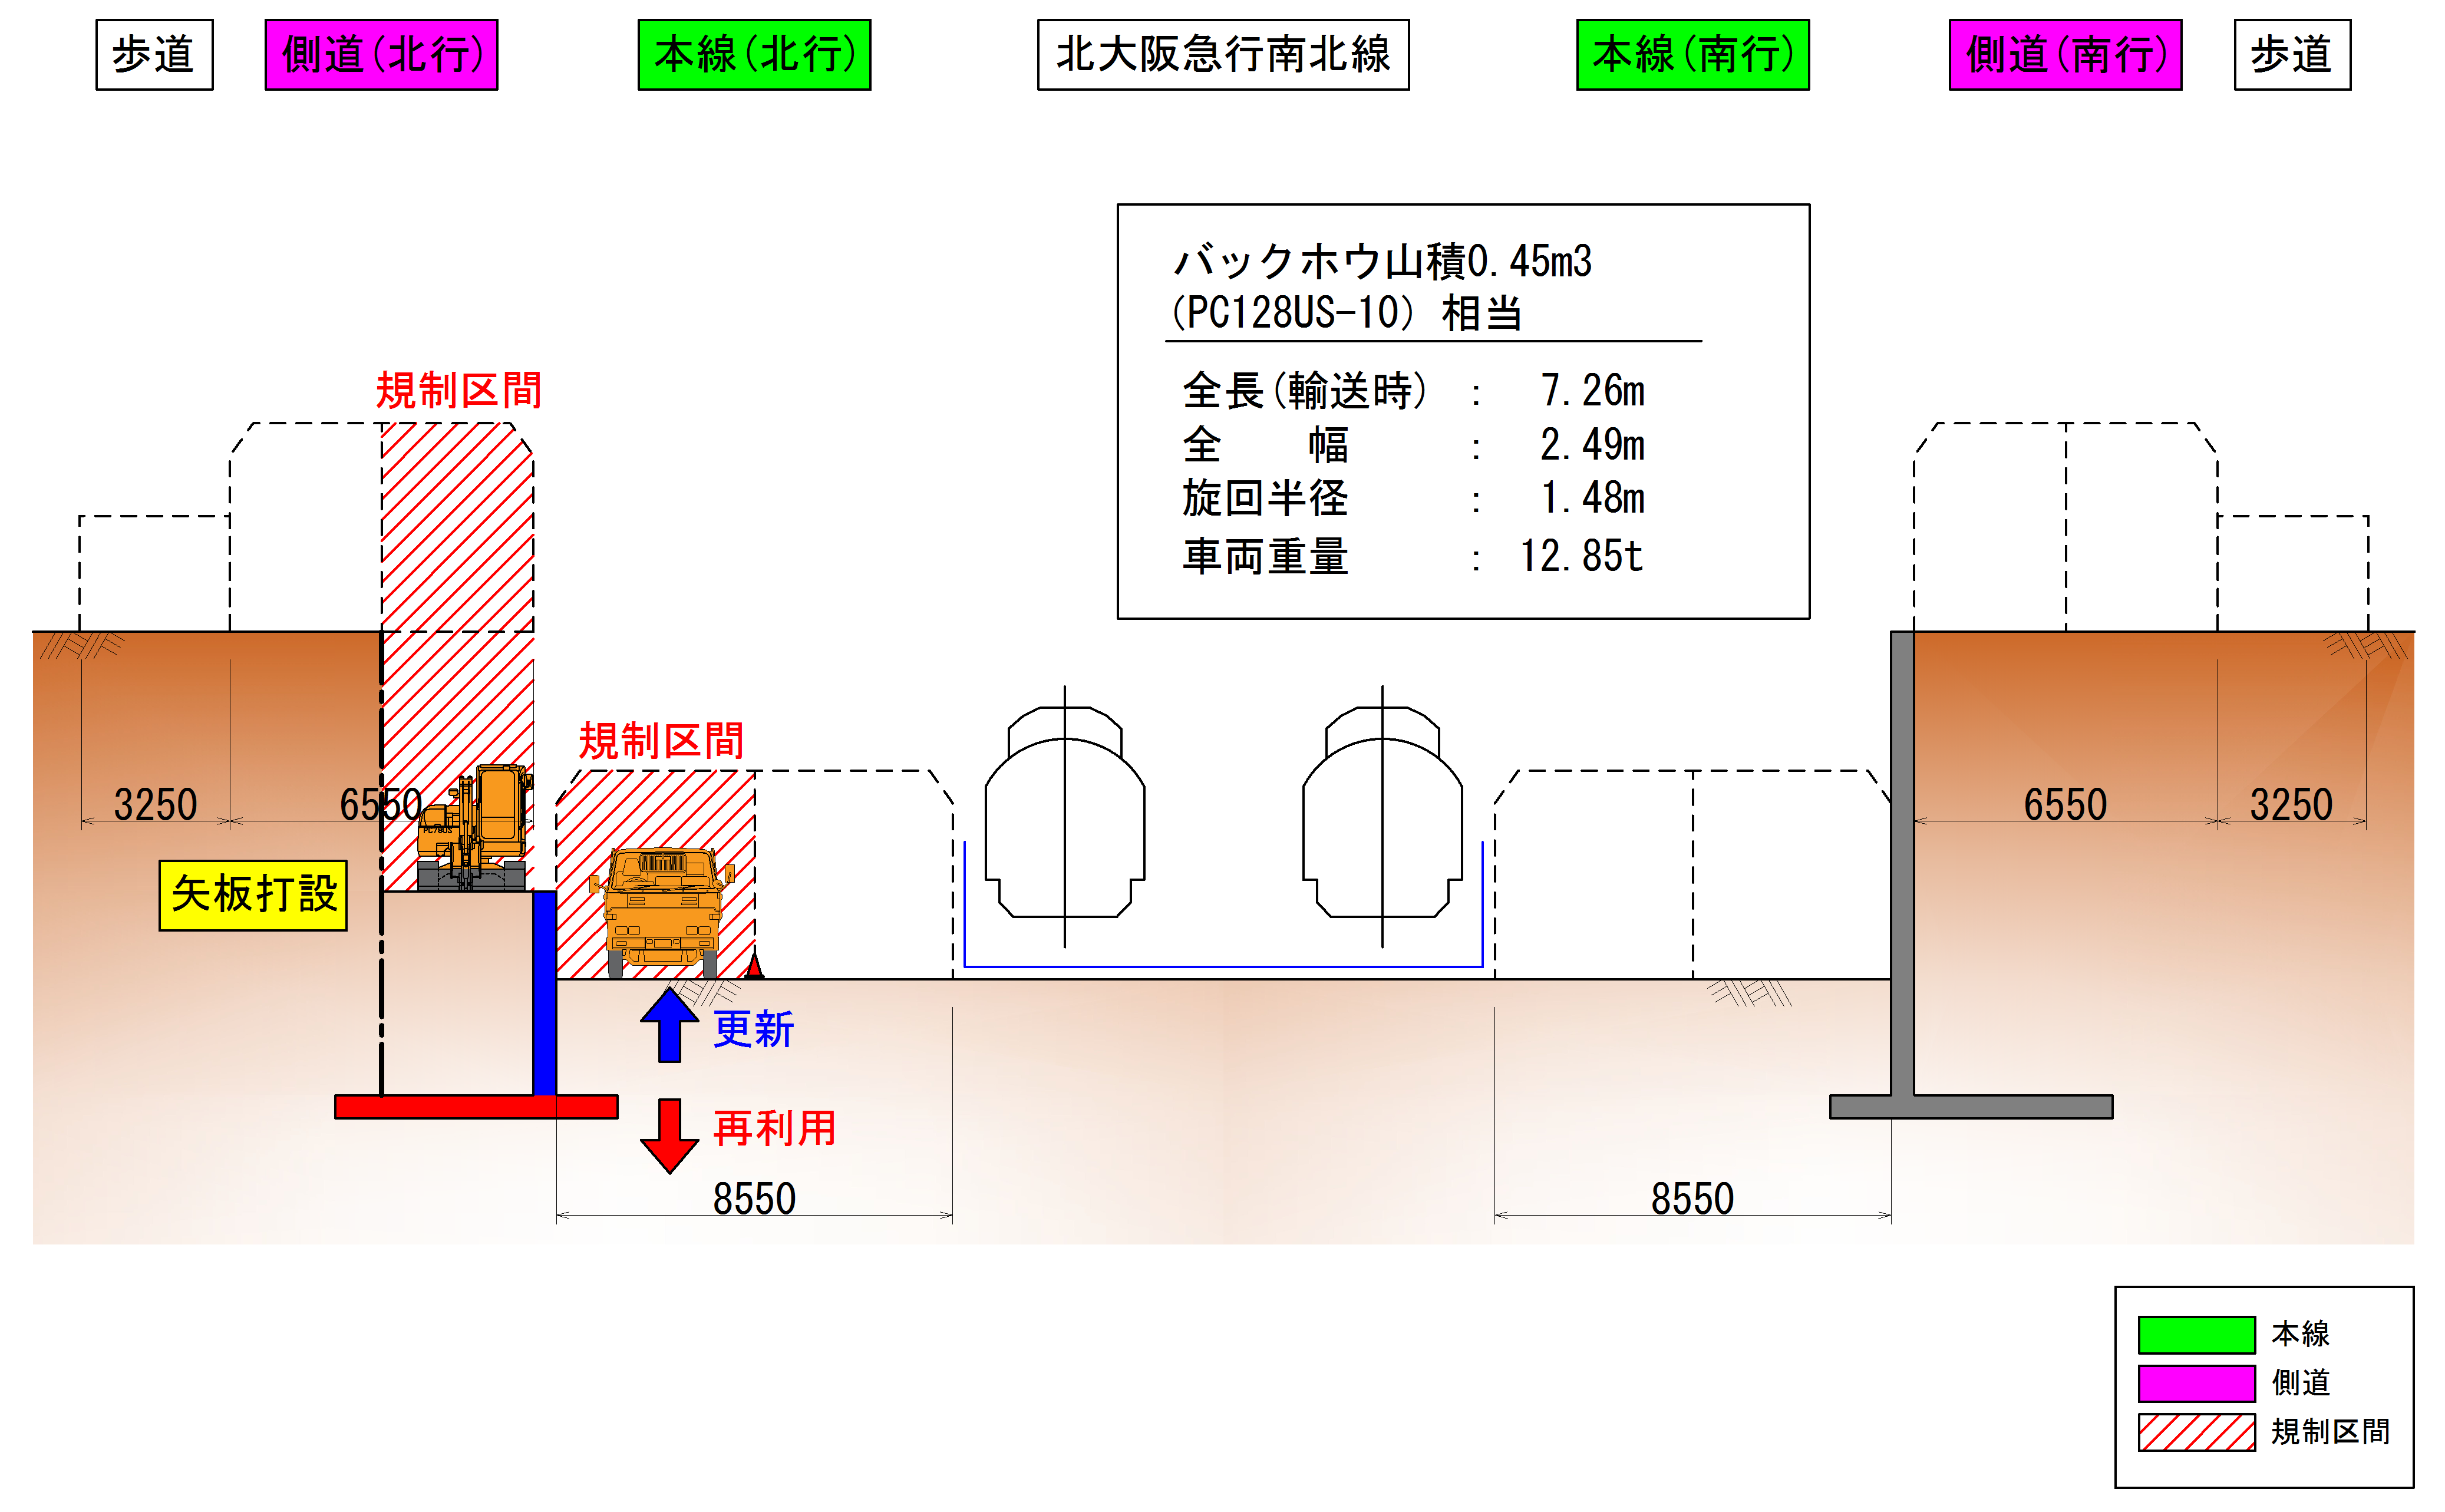 歩道
側道(北行)
本線(北行)
北大阪急行南北線
本線(南行)
側道(南行)
歩道
バックホウ山積0.45m3
(PC128US-10) 相当
全長(輸送時) : 7.26m
全 幅 : 2.49m
旋回半径 : 1.48m
車両重量 : 12.85t
規制区間
規制区間
3250
6550
6550
3250
PC78US
矢板打設
更新
再利用
8550
8550
本線
側道
規制区間